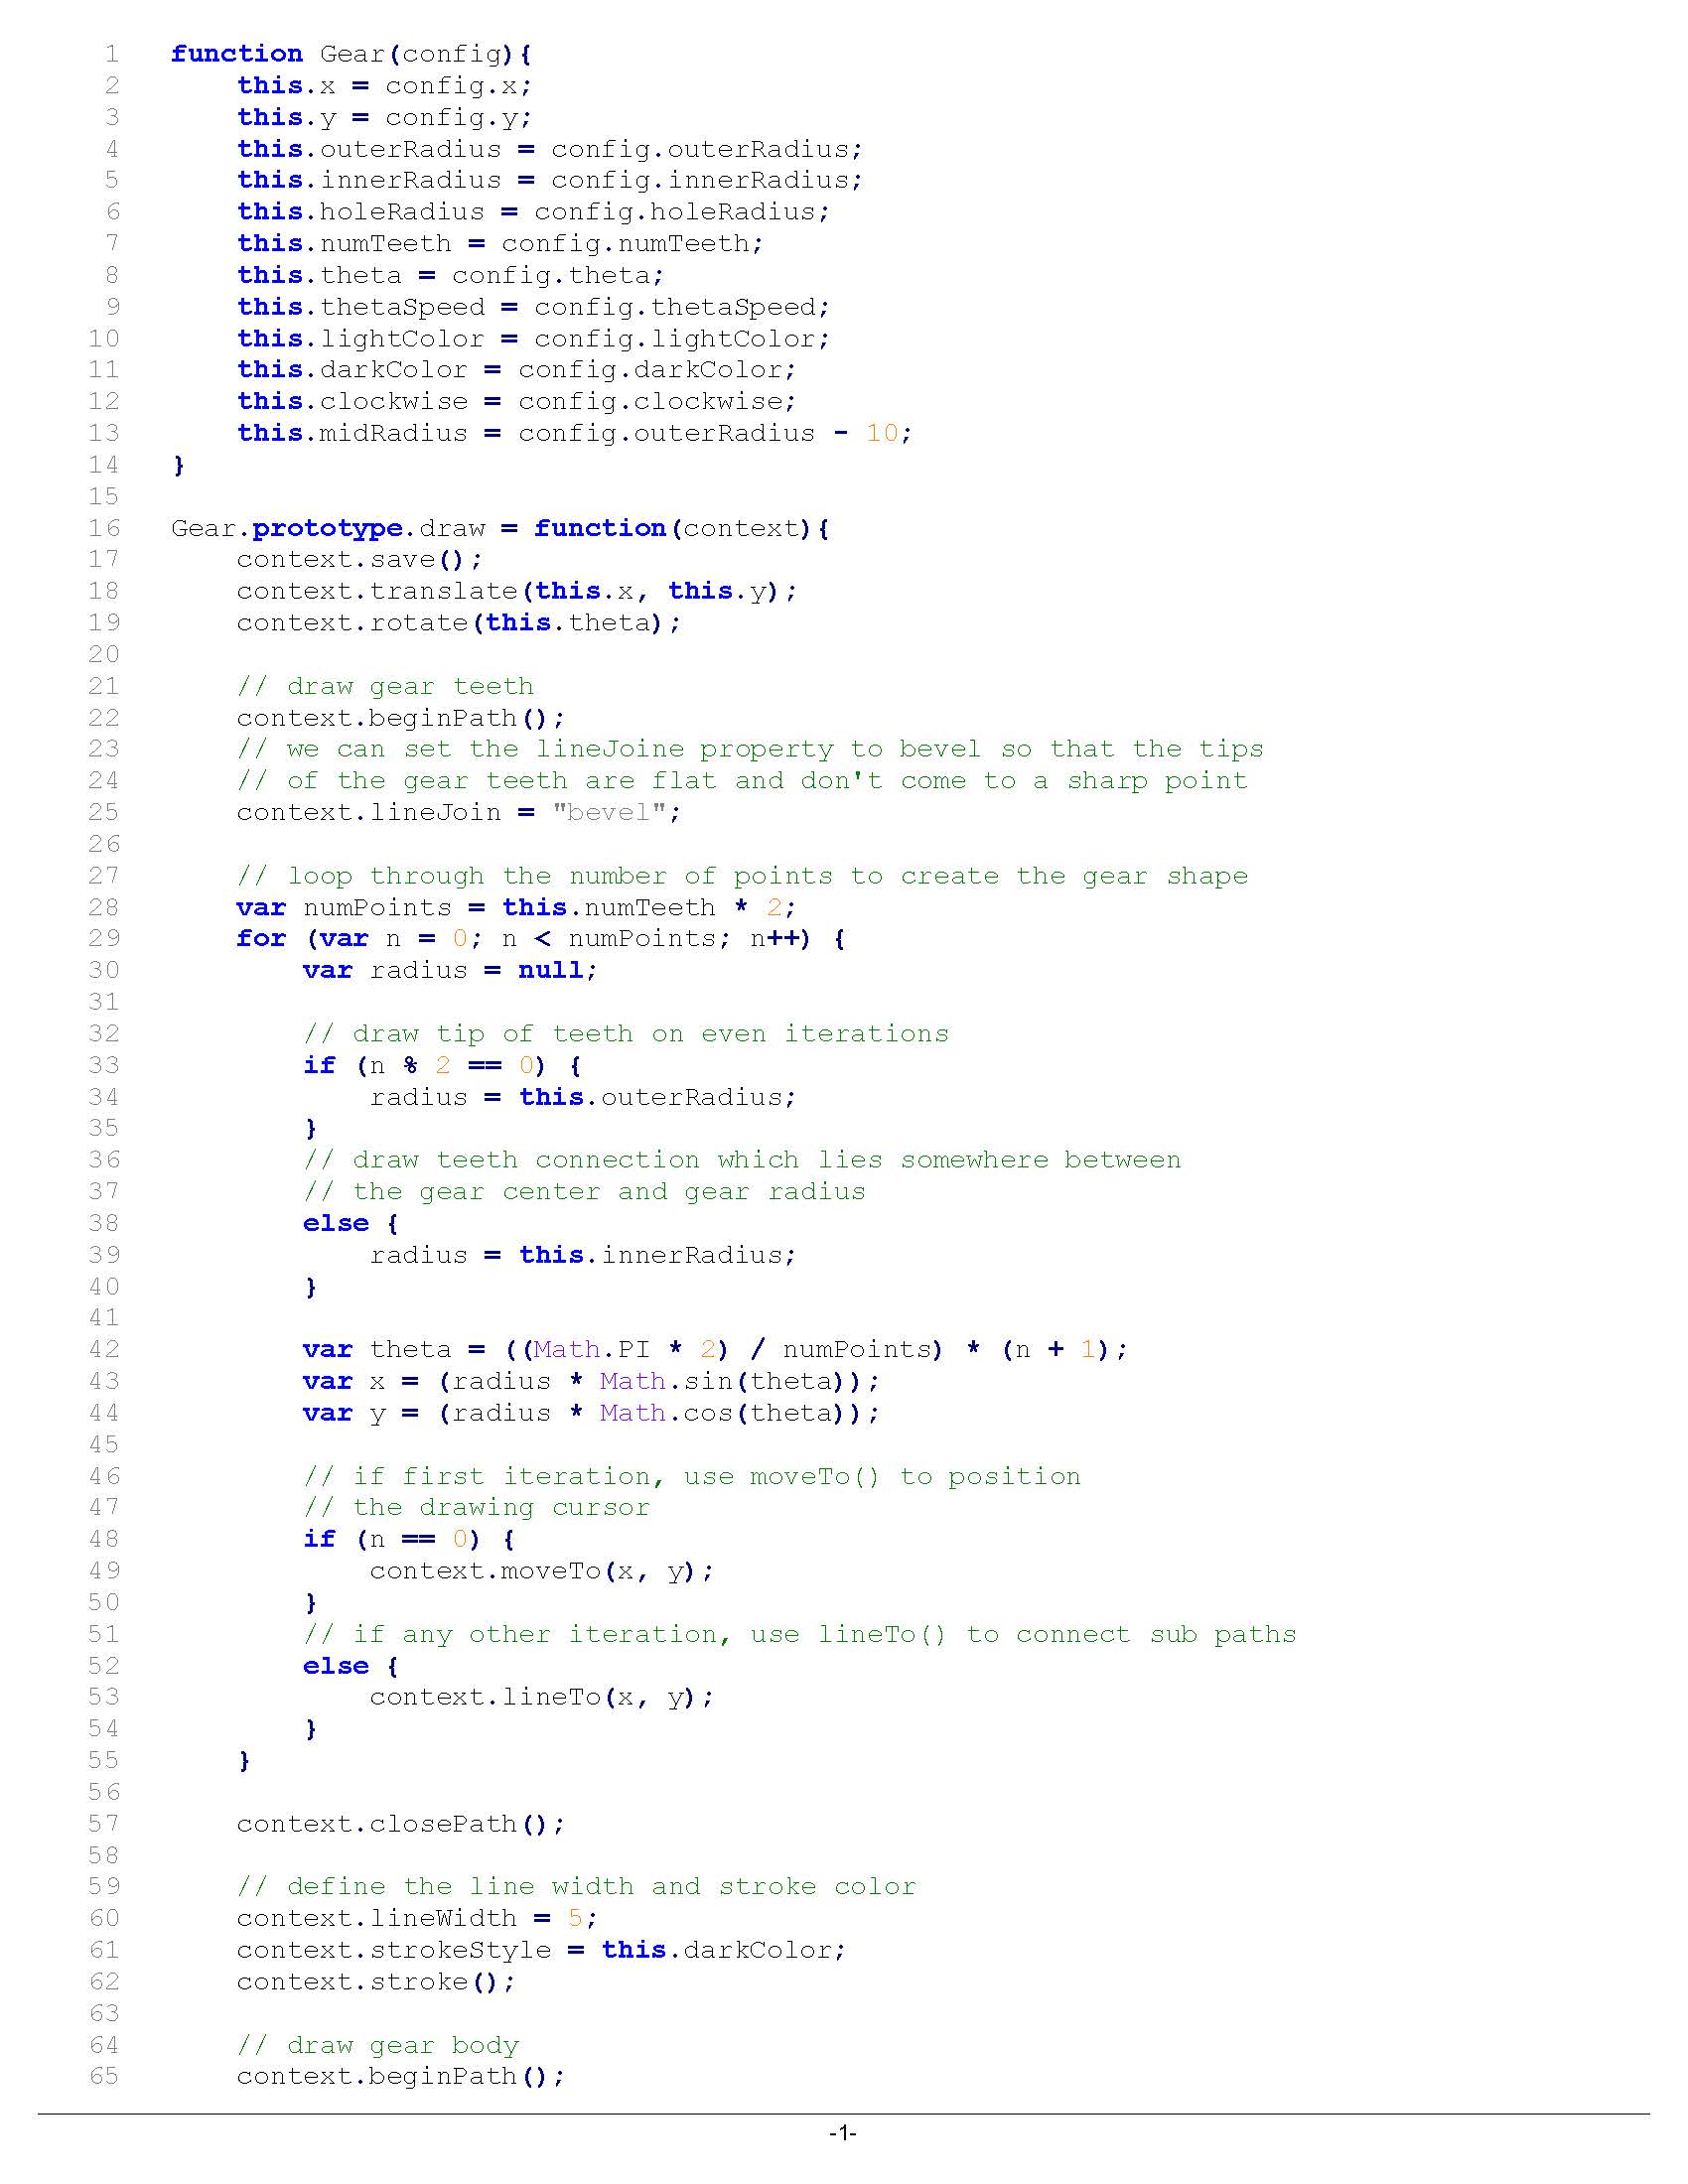 1 function Gear(config){
2     this.x = config.x;
3     this.y = config.y;
4     this.outerRadius = config.outerRadius;
5     this.innerRadius = config.innerRadius;
6     this.holeRadius = config.holeRadius;
7     this.numTeeth = config.numTeeth;
8     this.theta = config.theta;
9     this.thetaSpeed = config.thetaSpeed;
10     this.lightColor = config.lightColor;
11     this.darkColor = config.darkColor;
12     this.clockwise = config.clockwise;
13     this.midRadius = config.outerRadius - 10;
14 }
15
16 Gear.prototype.draw = function(context){
17     context.save();
18     context.translate(this.x, this.y);
19     context.rotate(this.theta);
20
21     // draw gear teeth
22     context.beginPath();
23     // we can set the lineJoine property to bevel so that the tips
24     // of the gear teeth are flat and don't come to a sharp point
25     context.lineJoin = "bevel";
26
27     // loop through the number of points to create the gear shape
28     var numPoints = this.numTeeth * 2;
29     for (var n = 0; n < numPoints; n++) {
30         var radius = null;
31
32         // draw tip of teeth on even iterations
33         if (n % 2 == 0) {
34             radius = this.outerRadius;
35         }
36         // draw teeth connection which lies somewhere between
37         // the gear center and gear radius
38         else {
39             radius = this.innerRadius;
40         }
41
42         var theta = ((Math.PI * 2) / numPoints) * (n + 1);
43         var x = (radius * Math.sin(theta));
44         var y = (radius * Math.cos(theta));
45
46         // if first iteration, use moveTo() to position
47         // the drawing cursor
48         if (n == 0) {
49             context.moveTo(x, y);
50         }
51         // if any other iteration, use lineTo() to connect sub paths
52         else {
53             context.lineTo(x, y);
54         }
55     }
56
57     context.closePath();
58
59     // define the line width and stroke color
60     context.lineWidth = 5;
61     context.strokeStyle = this.darkColor;
62     context.stroke();
63
64     // draw gear body
65     context.beginPath();
-1-